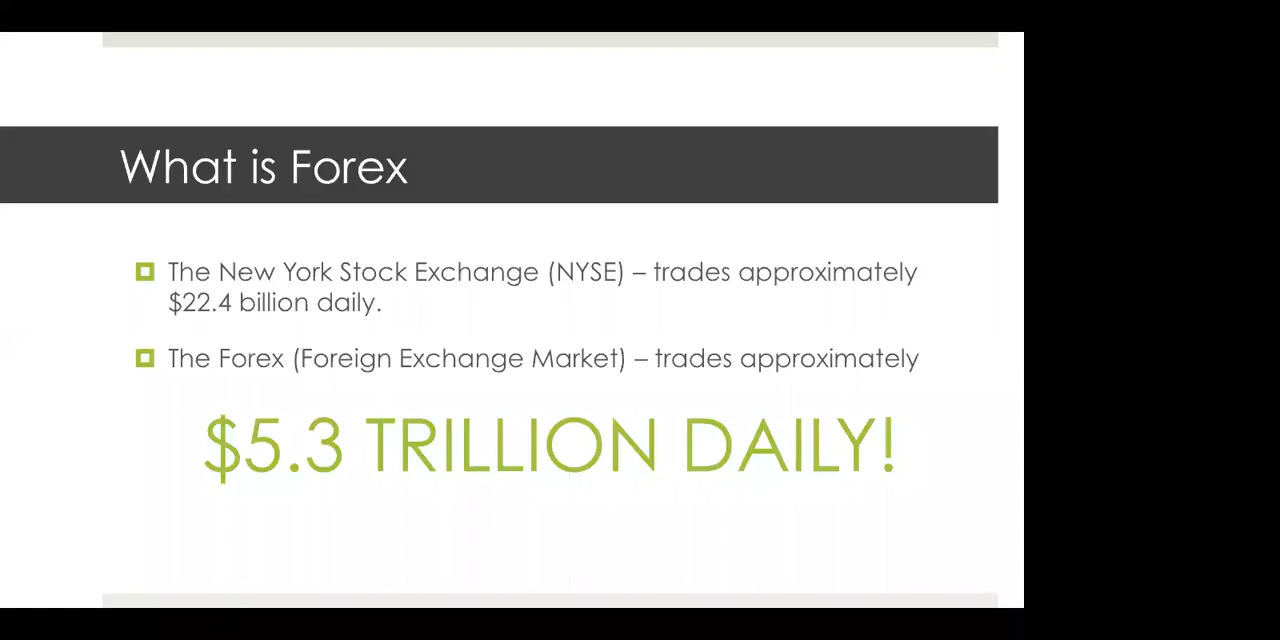 What is Forex
The New York Stock Exchange (NYSE) – trades approximately
$22.4 billion daily.
The Forex (Foreign Exchange Market) – trades approximately
$5.3 TRILLION DAILY!